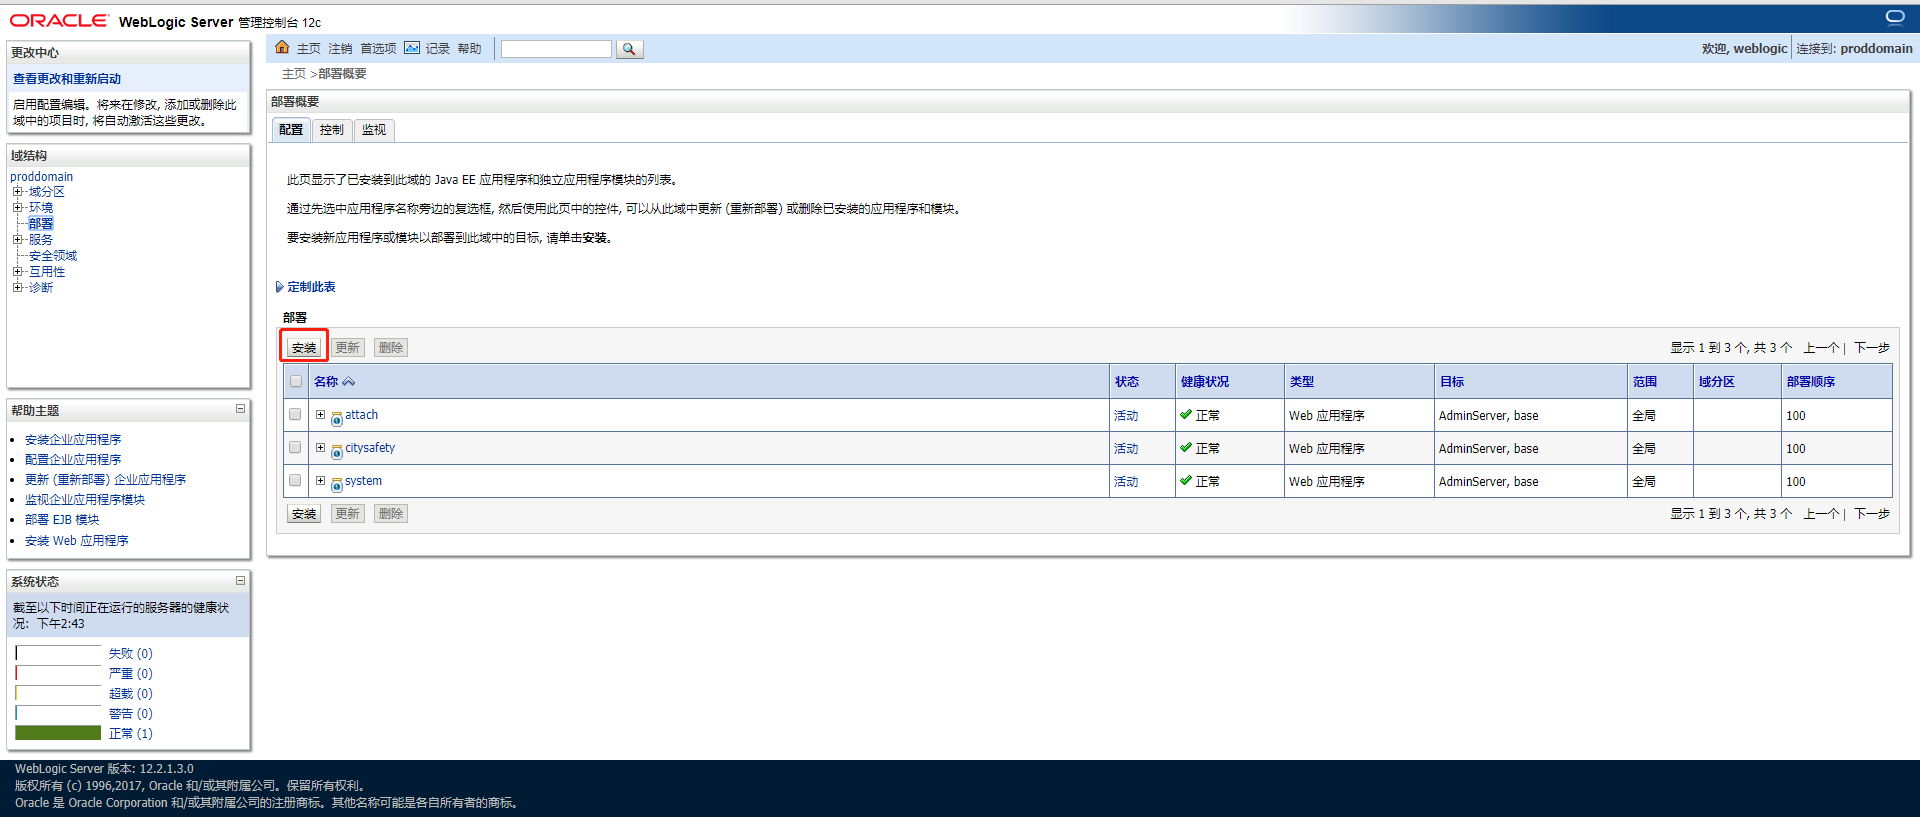 ORACLE WebLogic Server 管理控制台 12c
更改中心
查看更改和重新启动
启用配置编辑。将来在修改, 添加或删除此
域中的项目时, 将自动激活这些更改。
域结构
proddomain
域分区
环境
部署
服务
安全领域
互用性
诊断
帮助主题
安装企业应用程序
配置企业应用程序
更新 (重新部署) 企业应用程序
监视企业应用程序模块
部署 EJB 模块
安装 Web 应用程序
系统状态
截至以下时间正在运行的服务器的健康状
况: 下午2:43
失败 (0)
严重 (0)
超载 (0)
警告 (0)
正常 (1)
主页 注销 首选项 记录 帮助
欢迎, weblogic 连接到: proddomain
主页 >部署概要
部署概要
配置 控制 监视
此页显示了已安装到此域的 Java EE 应用程序和独立应用程序模块的列表。
通过先选中应用程序名称旁边的复选框, 然后使用此页中的控件, 可以从此域中更新 (重新部署) 或删除已安装的应用程序和模块。
要安装新应用程序或模块以部署到此域中的目标, 请单击安装。
定制此表
部署
安装 更新 删除 显示 1 到 3 个, 共 3 个 上一个 | 下一步
名称 状态 健康状况 类型 目标 范围 域分区 部署顺序
attach 活动 正常 Web 应用程序 AdminServer, base 全局 100
citysafety 活动 正常 Web 应用程序 AdminServer, base 全局 100
system 活动 正常 Web 应用程序 AdminServer, base 全局 100
安装 更新 删除 显示 1 到 3 个, 共 3 个 上一个 | 下一步
WebLogic Server 版本: 12.2.1.3.0
版权所有 (c) 1996,2017, Oracle 和/或其附属公司。保留所有权利。
Oracle 是 Oracle Corporation 和/或其附属公司的注册商标。其他名称可能是各自所有者的商标。